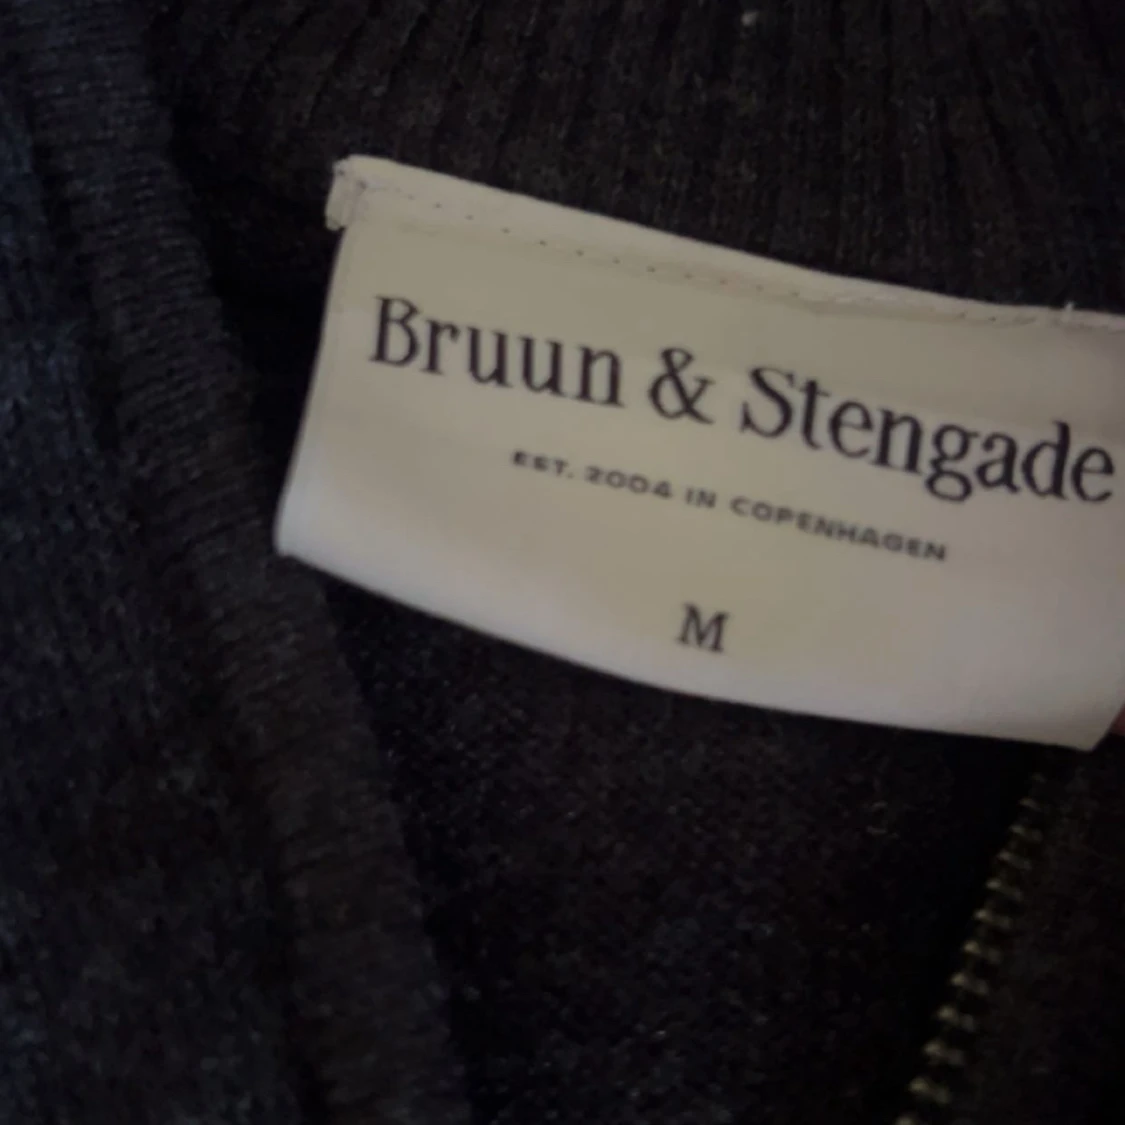 Bruun & Stengade
EST. 2004 IN COPENHAGEN
M